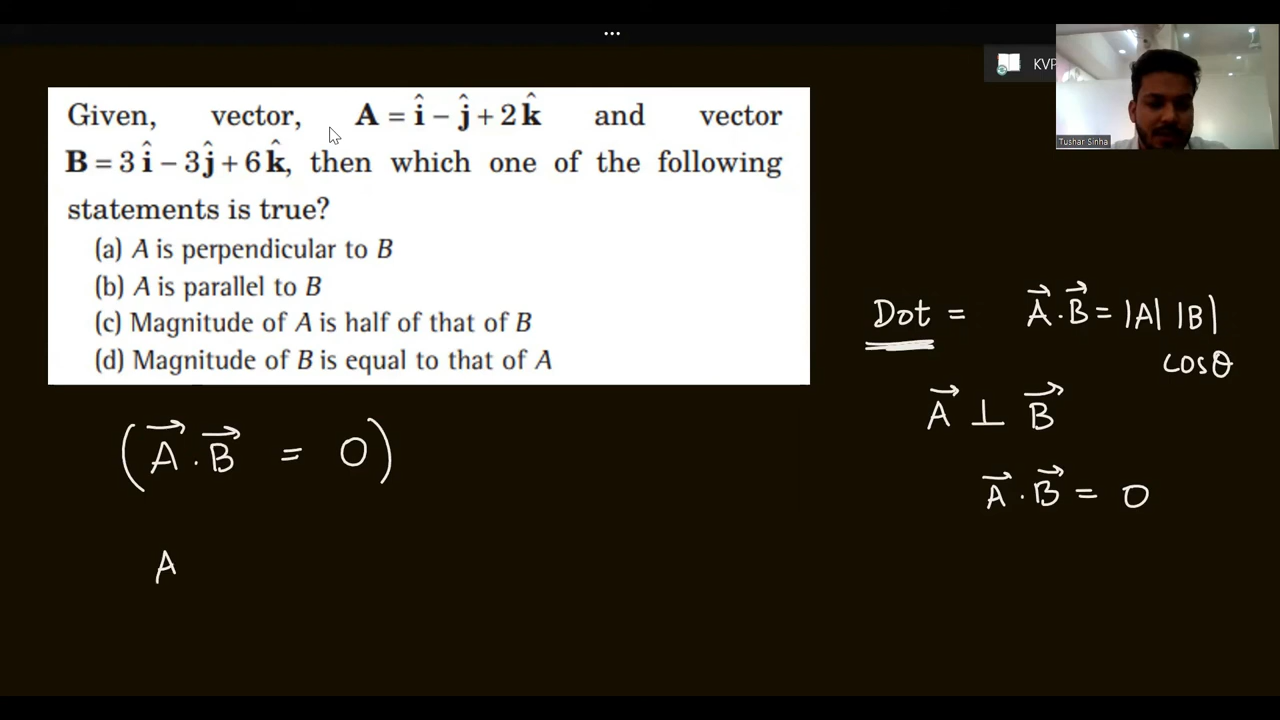 ...
KVP
Tushar Sinha
Given, vector, A = î − ĵ + 2k̂ and vector
B = 3î − 3ĵ + 6k̂, then which one of the following
statements is true?
(a) A is perpendicular to B
(b) A is parallel to B
(c) Magnitude of A is half of that of B
(d) Magnitude of B is equal to that of A
Dot = A⃗ . B⃗ = |A| |B|
cosθ
A⃗ ⊥ B⃗
A⃗ . B⃗ = 0
(A⃗ . B⃗ = 0)
A